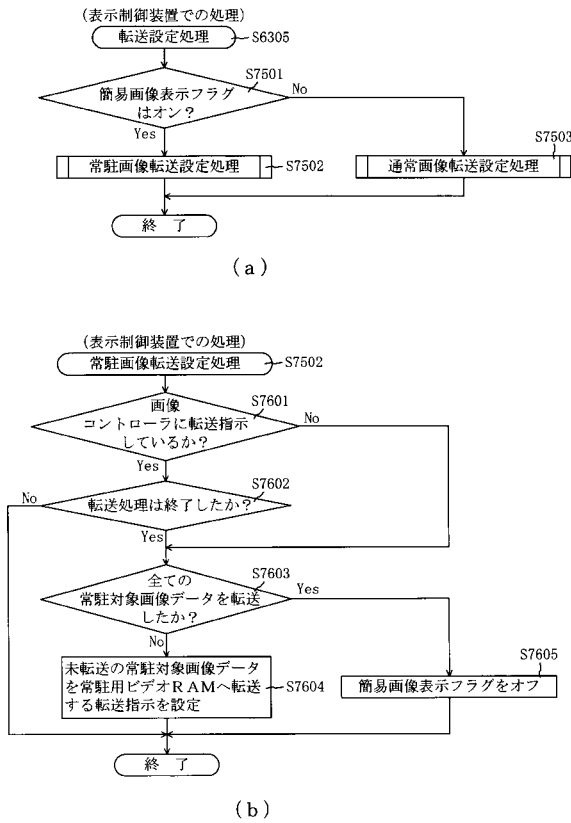 (表示制御装置での処理)
転送設定処理
S6305
S7501
簡易画像表示フラグ
はオン？
No
Yes
S7503
常駐画像転送設定処理
S7502
通常画像転送設定処理
終 了
(a)
(表示制御装置での処理)
常駐画像転送設定処理
S7502
S7601
画像
コントローラに転送指示
しているか？
No
Yes
S7602
No
転送処理は終了したか？
Yes
S7603
全ての
常駐対象画像データを転送
したか？
Yes
No
S7605
未転送の常駐対象画像データ
を常駐用ビデオＲＡＭへ転送
する転送指示を設定
S7604
簡易画像表示フラグをオフ
終 了
(b)